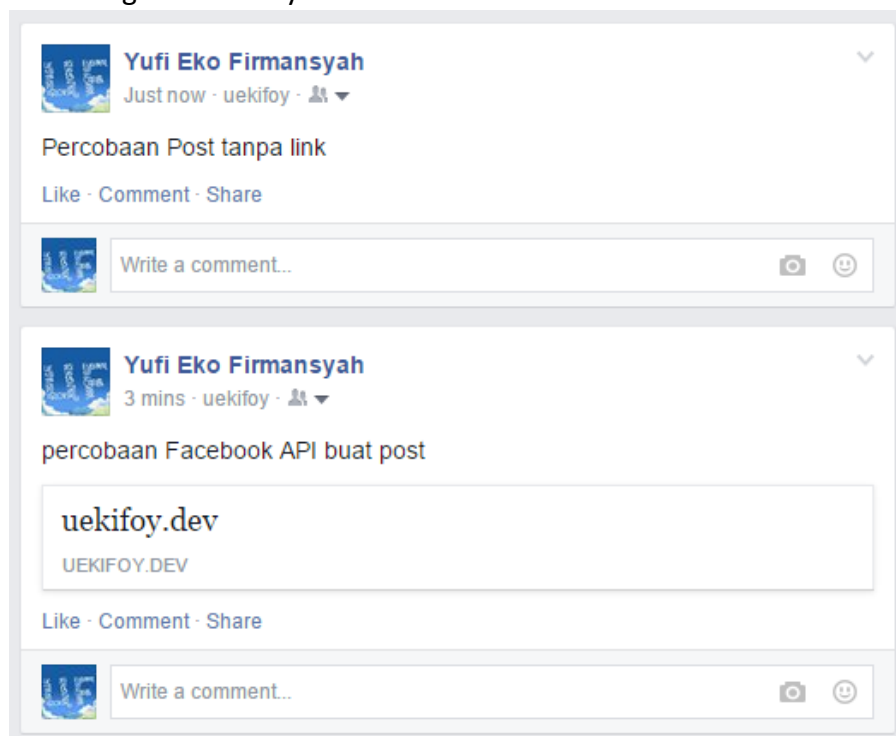 Yufi Eko Firmansyah
Just now · uekifoy ·
Percobaan Post tanpa link
Like · Comment · Share
Write a comment...
Yufi Eko Firmansyah
3 mins · uekifoy ·
percobaan Facebook API buat post
uekifoy.dev
UEKIFOY.DEV
Like · Comment · Share
Write a comment...